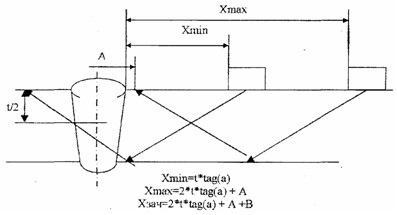 Xmax
Xmin
A
t/2
Xmin=t*tag(a)
Xmax=2*t*tag(a) + A
Xзач=2*t*tag(a) + A +B